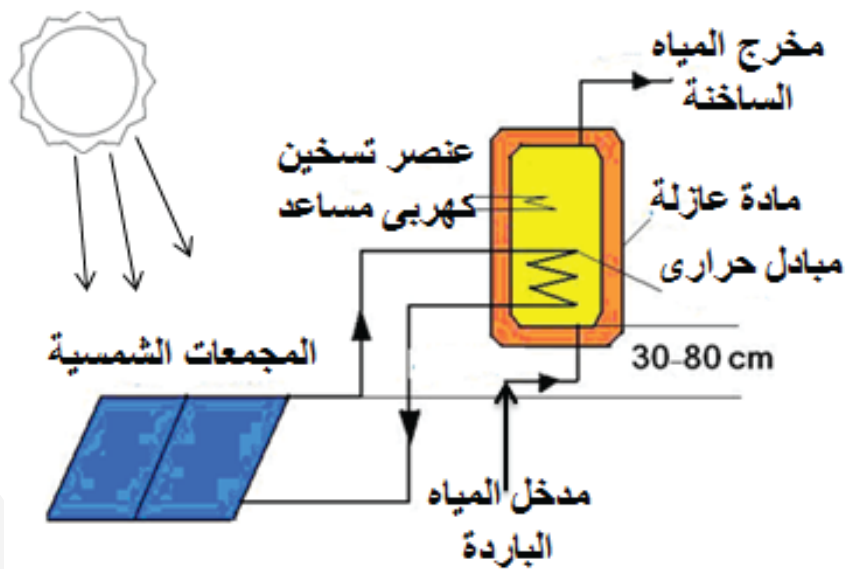 مخرج المياه
الساخنة
عنصر تسخين
كهربى مساعد
مادة عازلة
مبادل حرارى
المجمعات الشمسية
30-80 cm
مدخل المياه
الباردة